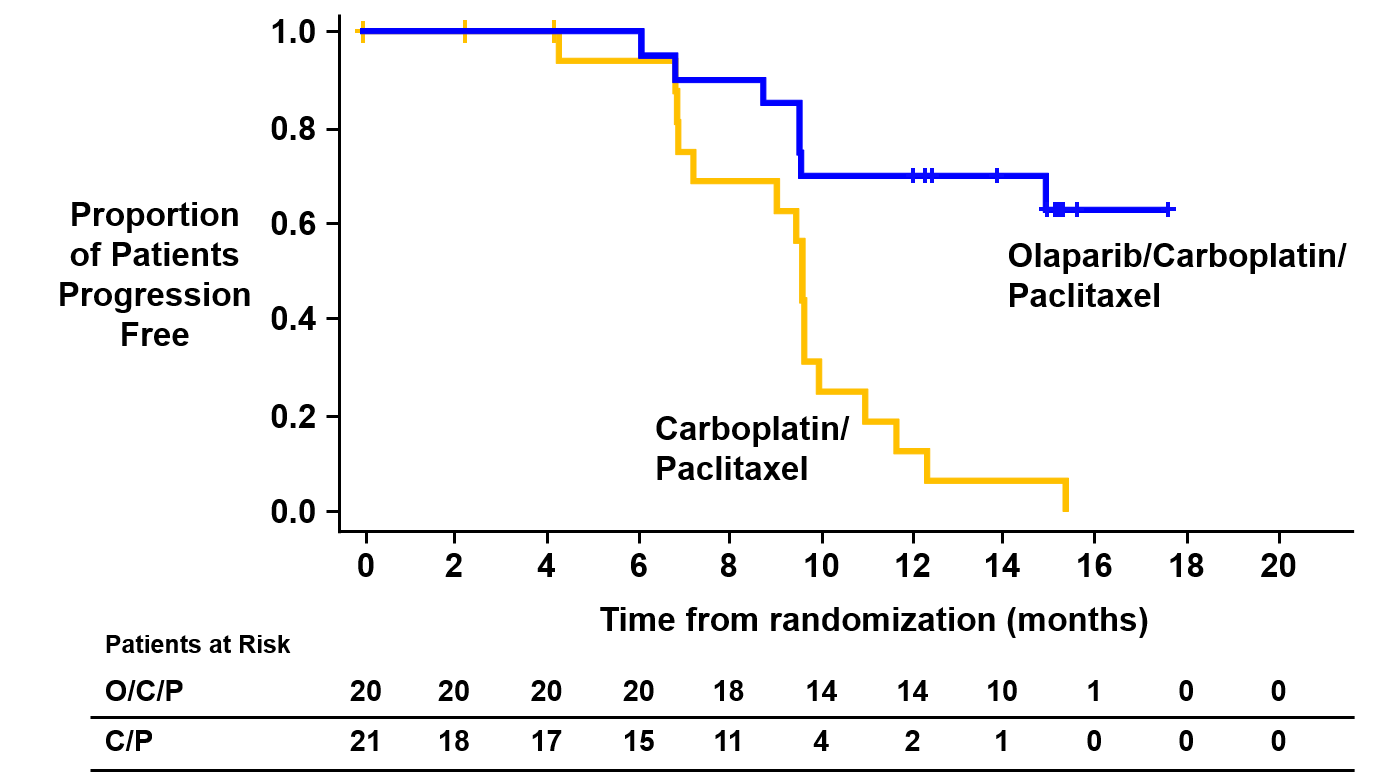 1.0
0.8
0.6
0.4
0.2
0.0
Proportion
of Patients
Progression
Free
Olaparib/Carboplatin/
Paclitaxel
Carboplatin/
Paclitaxel
0 2 4 6 8 10 12 14 16 18 20
Time from randomization (months)
Patients at Risk
O/C/P 20 20 20 20 18 14 14 10 1 0 0
C/P 21 18 17 15 11 4 2 1 0 0 0